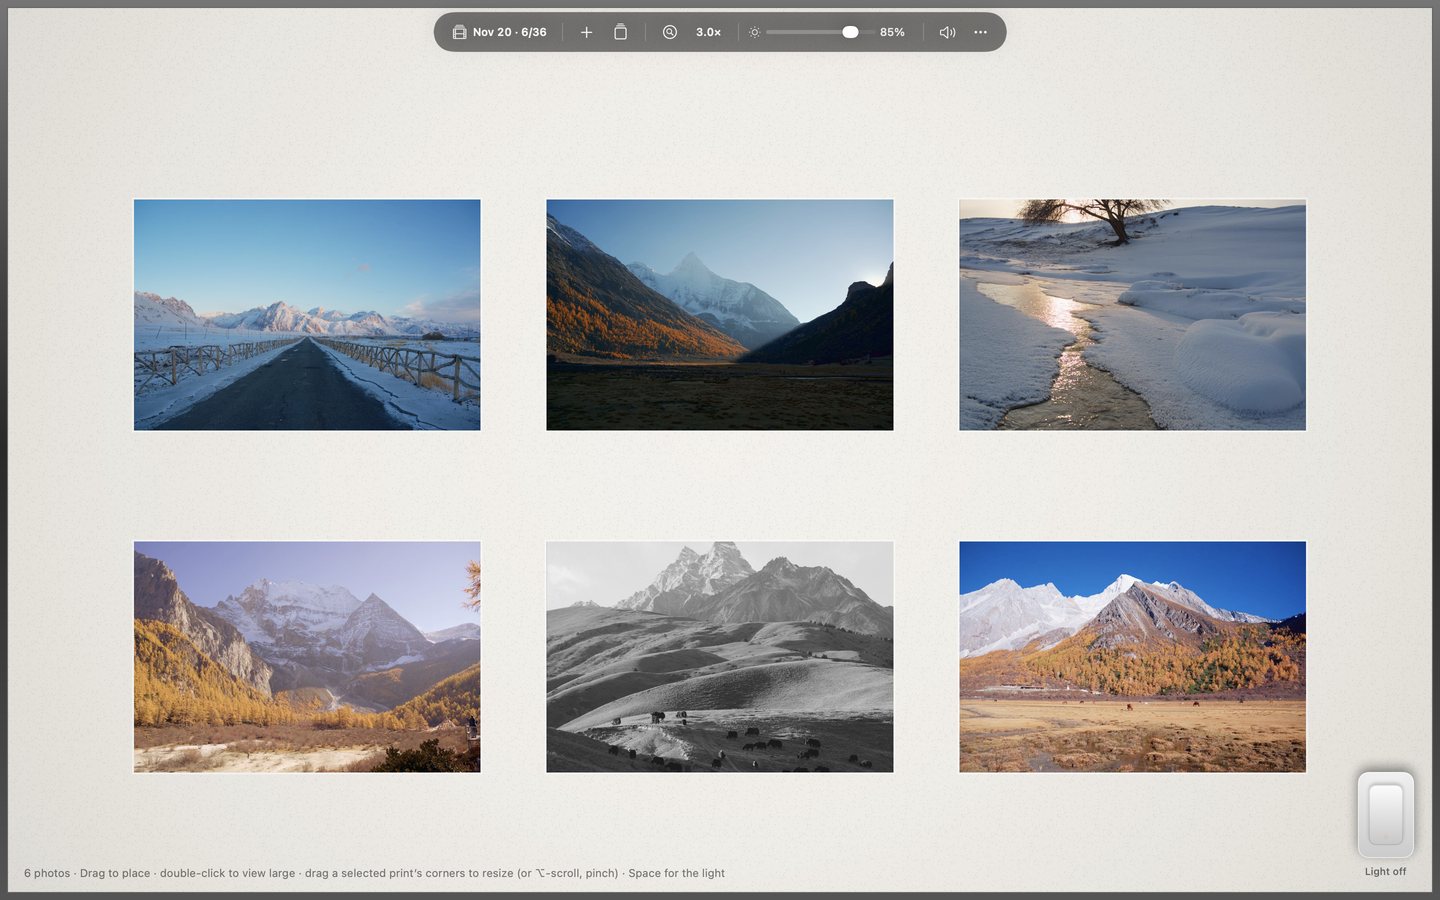 Nov 20 · 6/36
3.0×
85%
6 photos · Drag to place · double-click to view large · drag a selected print's corners to resize (or ⌥-scroll, pinch) · Space for the light
Light off